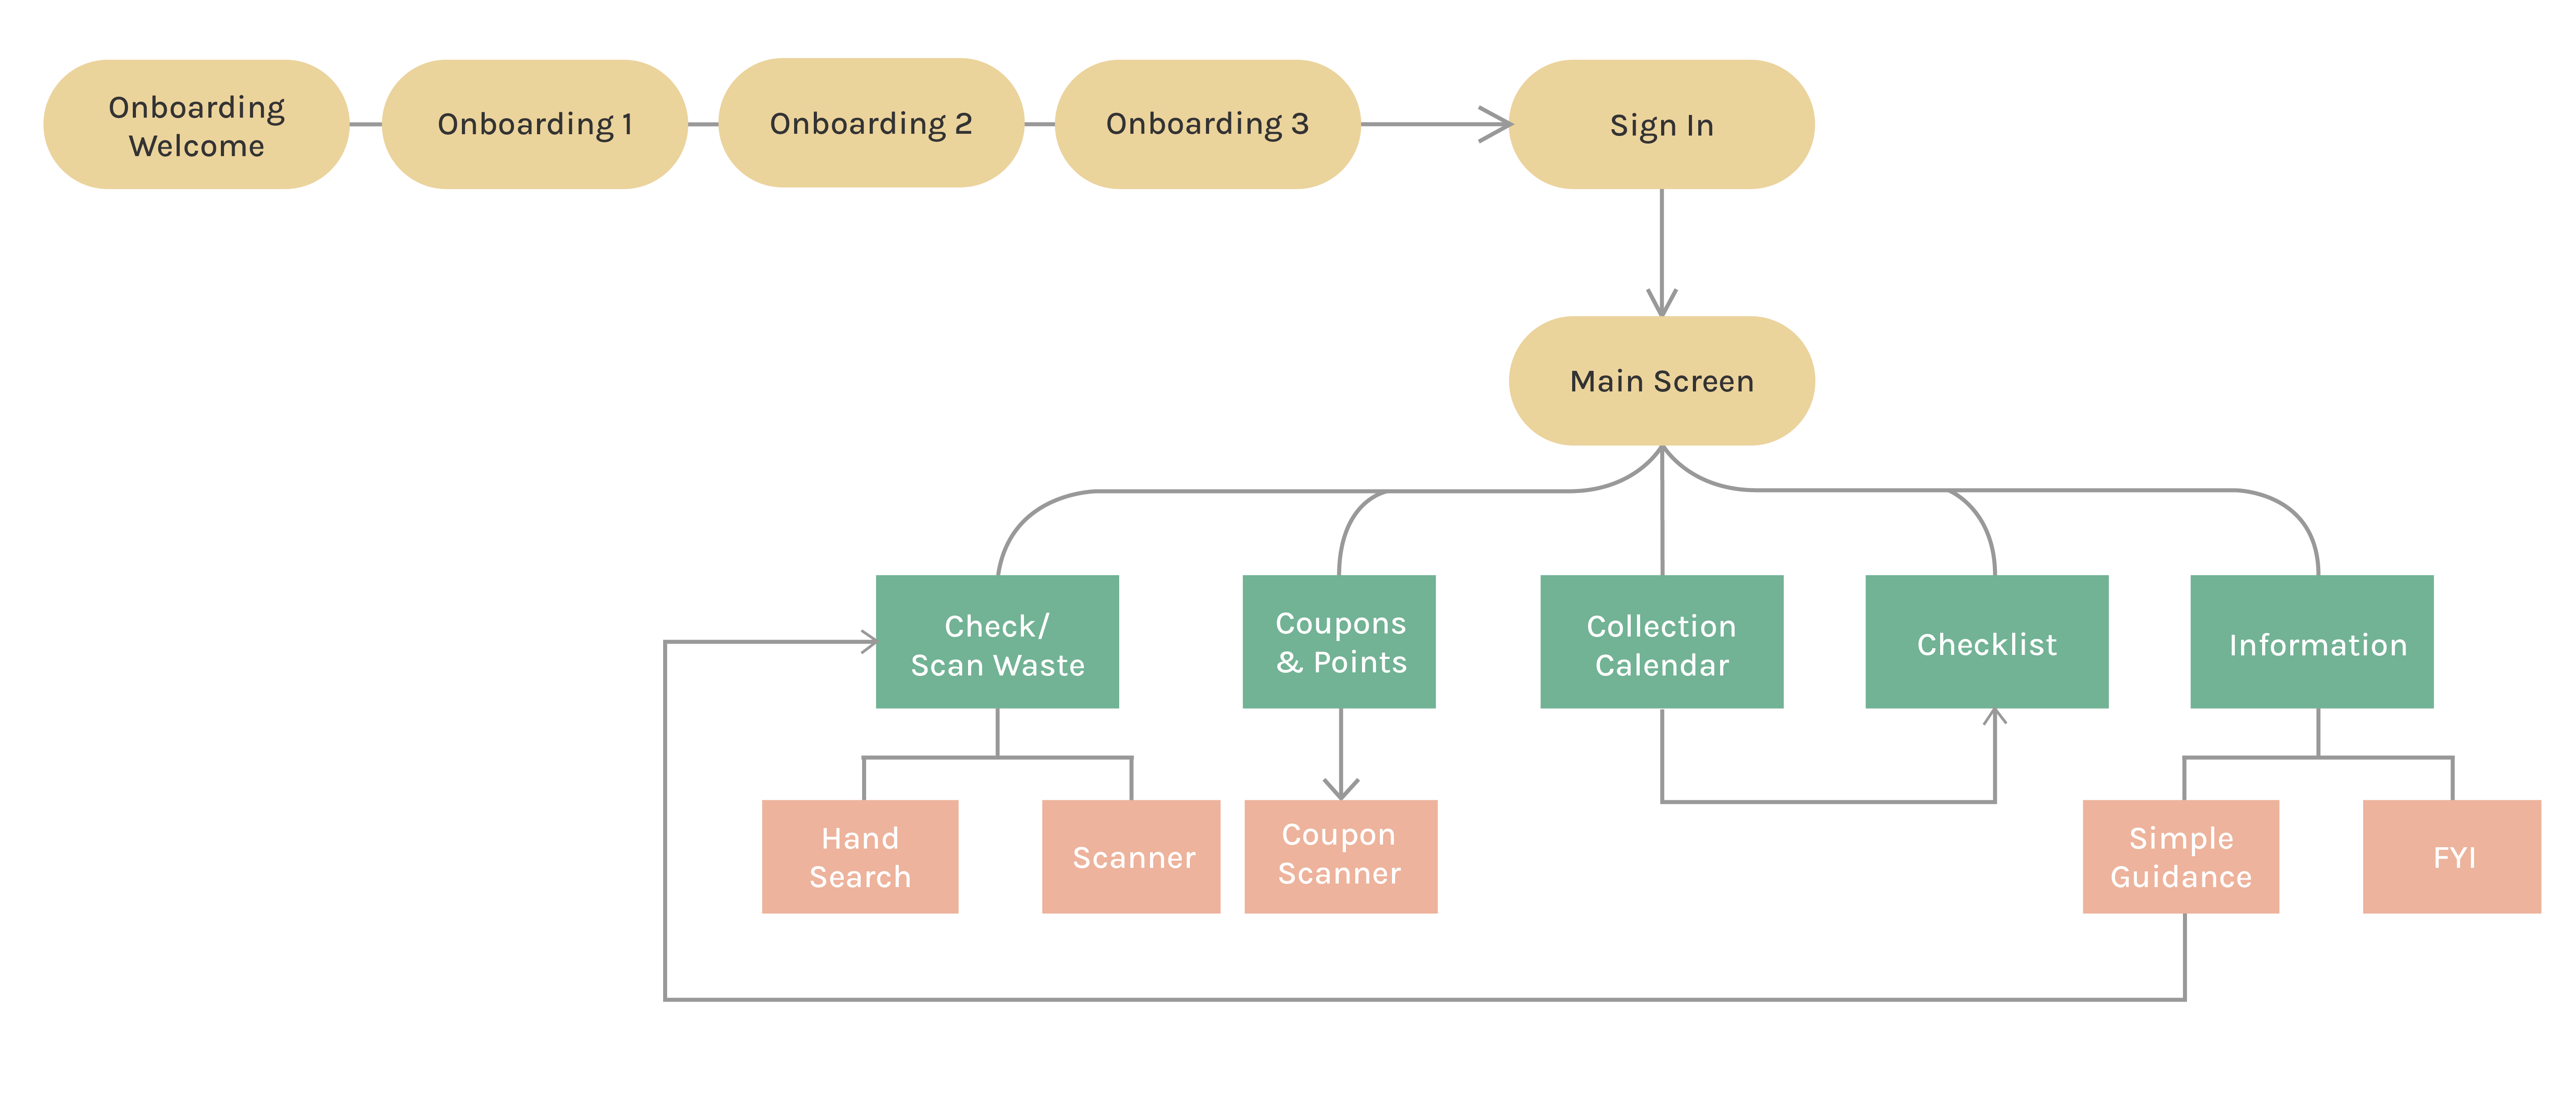 Onboarding
Welcome
Onboarding 1
Onboarding 2
Onboarding 3
Sign In
Main Screen
Check/
Scan Waste
Coupons
& Points
Collection
Calendar
Checklist
Information
Hand
Search
Scanner
Coupon
Scanner
Simple
Guidance
FYI